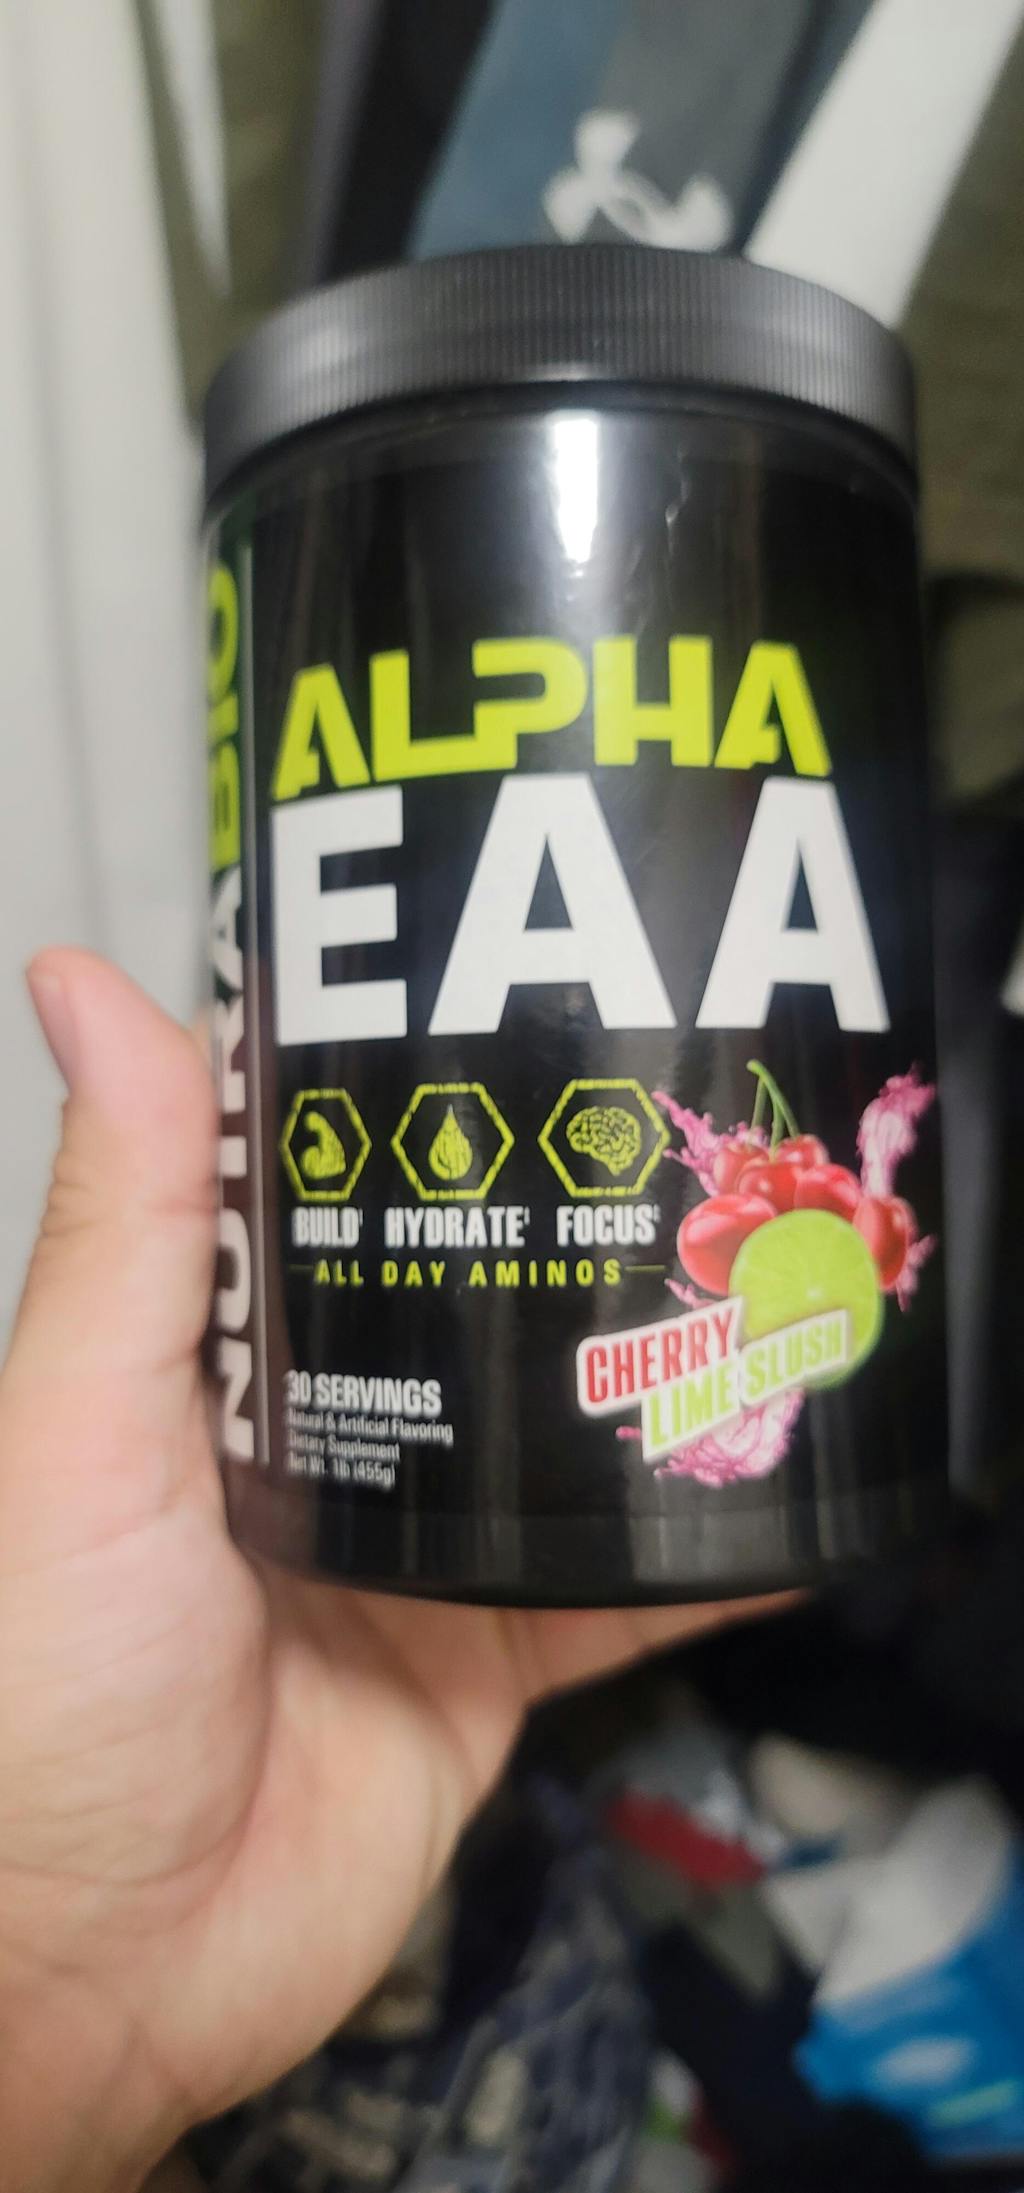 NUTRABIO
ALPHA
EAA
BUILD‡ HYDRATE‡ FOCUS‡
ALL DAY AMINOS
CHERRY
LIME SLUSH
30 SERVINGS
Natural & Artificial Flavoring
Dietary Supplement
Net Wt. 1lb (455g)